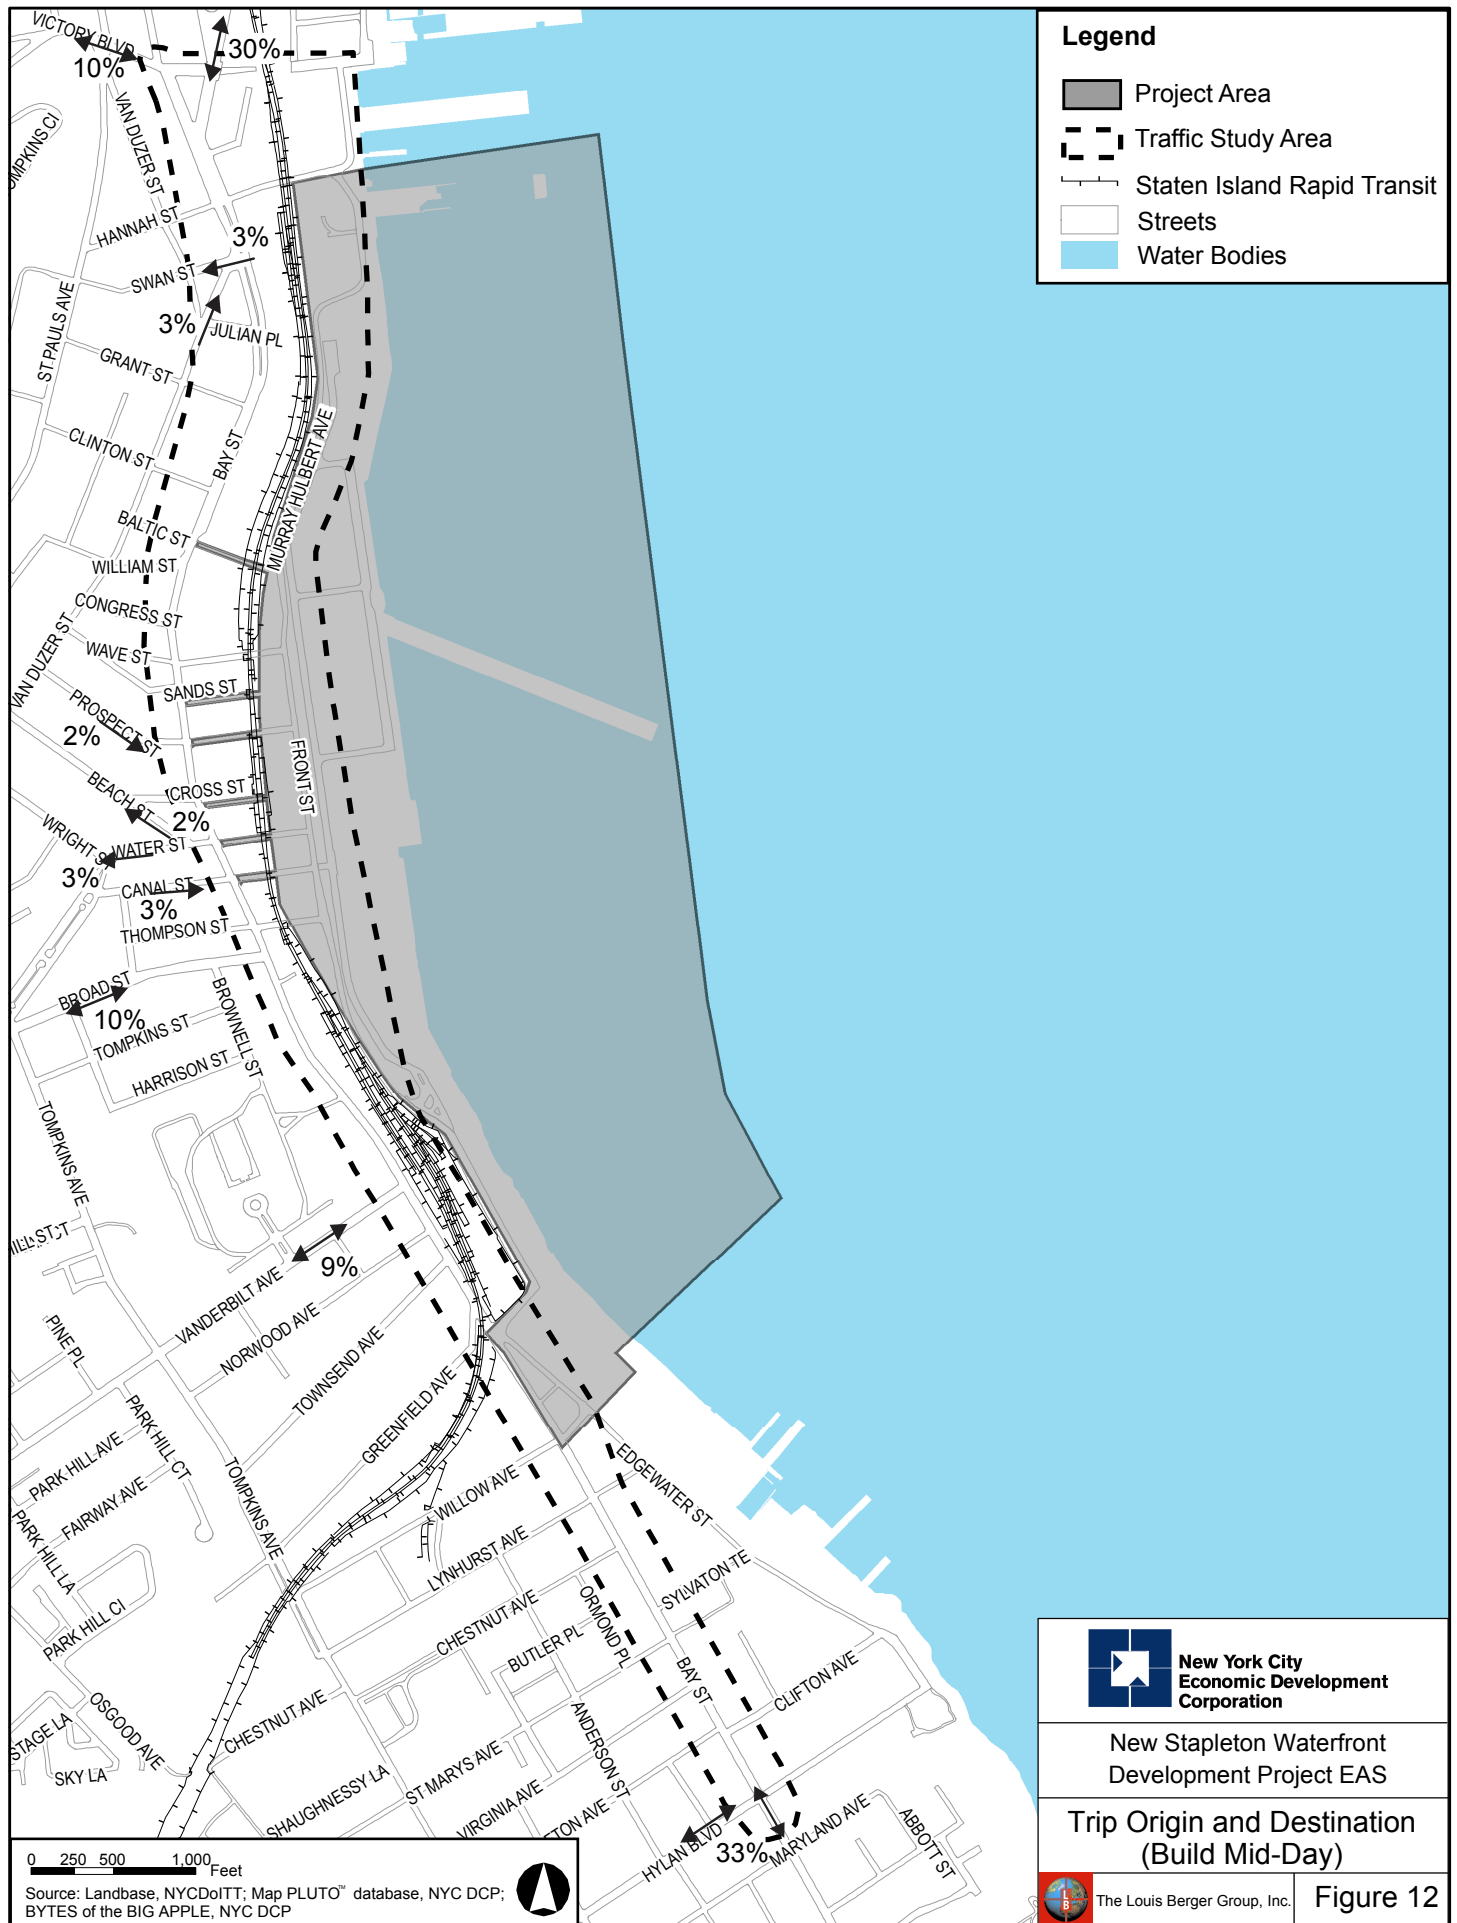 VICTORY BLVD
10%
30%
Legend
Project Area
Traffic Study Area
Staten Island Rapid Transit
Streets
Water Bodies
VAN DUZER ST
HANNAH ST
3%
SWAN ST
3%
JULIAN PL
ST PAULS AVE
GRANT ST
CLINTON ST
BAY ST
MURRAY HULBERT AVE
BALTIC ST
WILLIAM ST
CONGRESS ST
WAVE ST
VAN DUZER ST
SANDS ST
PROSPECT ST
2%
FRONT ST
BEACH ST
CROSS ST
2%
WRIGHT S
WATER ST
3%
CANAL ST
3%
THOMPSON ST
BROAD ST
10%
BROWNELL ST
TOMPKINS ST
HARRISON ST
TOMPKINS AVE
9%
VANDERBILT AVE
NORWOOD AVE
PINE PL
TOWNSEND AVE
GREENFIELD AVE
PARK HILL AVE
PARK HILL CT
FAIRWAY AVE
TOMPKINS AVE
PARK HILL LA
WILLOW AVE
EDGEWATER ST
LYNHURST AVE
PARK HILL CI
CHESTNUT AVE
ORMOND PL
SYLVATON TE
BUTLER PL
BAY ST
CLIFTON AVE
OSGOOD AVE
CHESTNUT AVE
ANDERSON ST
STAGE LA
SKY LA
ST MARYS AVE
SHAUGHNESSY LA
VIRGINIA AVE
TON AVE
HYLAN BLVD
33%
MARYLAND AVE
ABBOTT ST
New York City
Economic Development
Corporation
New Stapleton Waterfront
Development Project EAS
Trip Origin and Destination
(Build Mid-Day)
The Louis Berger Group, Inc.
Figure 12
0 250 500 1,000
Feet
Source: Landbase, NYCDoITT; Map PLUTO™ database, NYC DCP;
BYTES of the BIG APPLE, NYC DCP